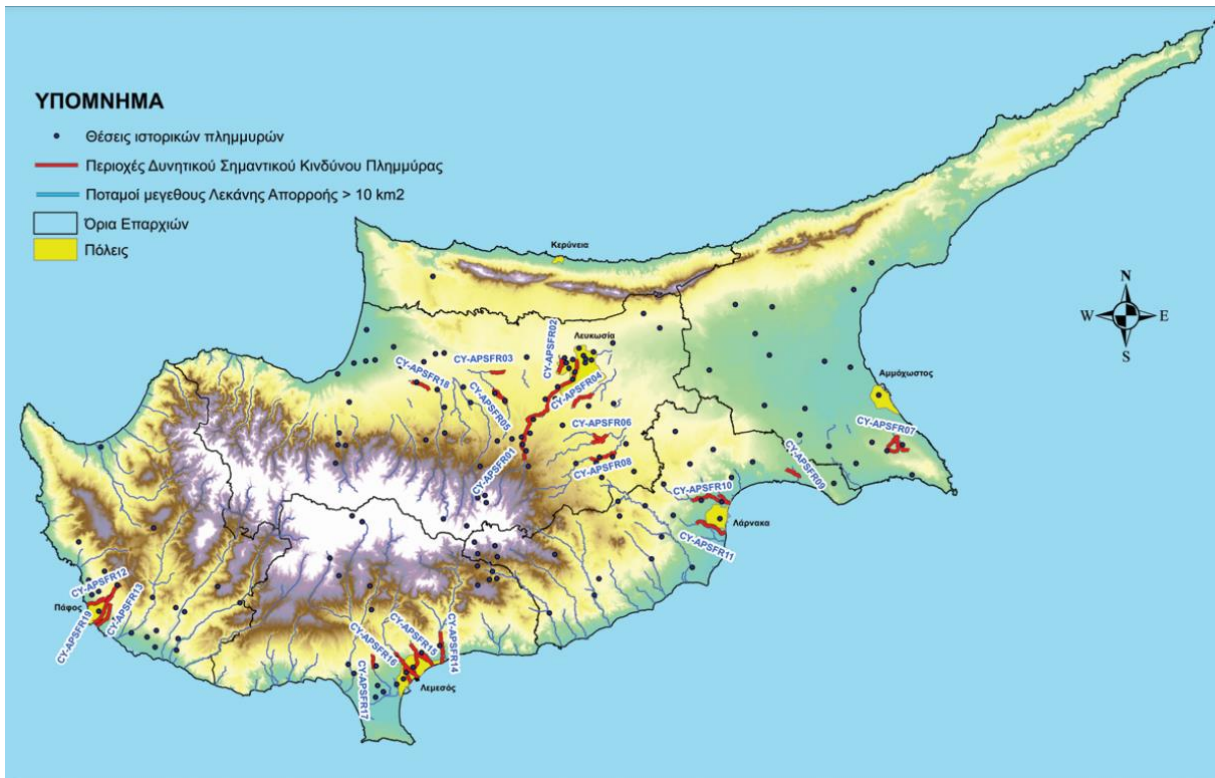 ΥΠΟΜΝΗΜΑ
Θέσεις ιστορικών πλημμυρών
Περιοχές Δυνητικού Σημαντικού Κινδύνου Πλημμύρας
Ποταμοί μεγεθους Λεκάνης Απορροής > 10 km2
Όρια Επαρχιών
Πόλεις
Κερύνεια
N
W
E
S
CY-APSFR02
Λευκωσία
CY-APSFR03
CY-APSFR18
CY-APSFR04
Αμμόχωστος
CY-APSFR05
CY-APSFR06
CY-APSFR07
CY-APSFR01
CY-APSFR08
CY-APSFR09
CY-APSFR10
Λάρνακα
CY-APSFR11
CY-APSFR12
Πάφος
CY-APSFR13
CY-APSFR19
CY-APSFR16
CY-APSFR15
CY-APSFR14
CY-APSFR17
Λεμεσός